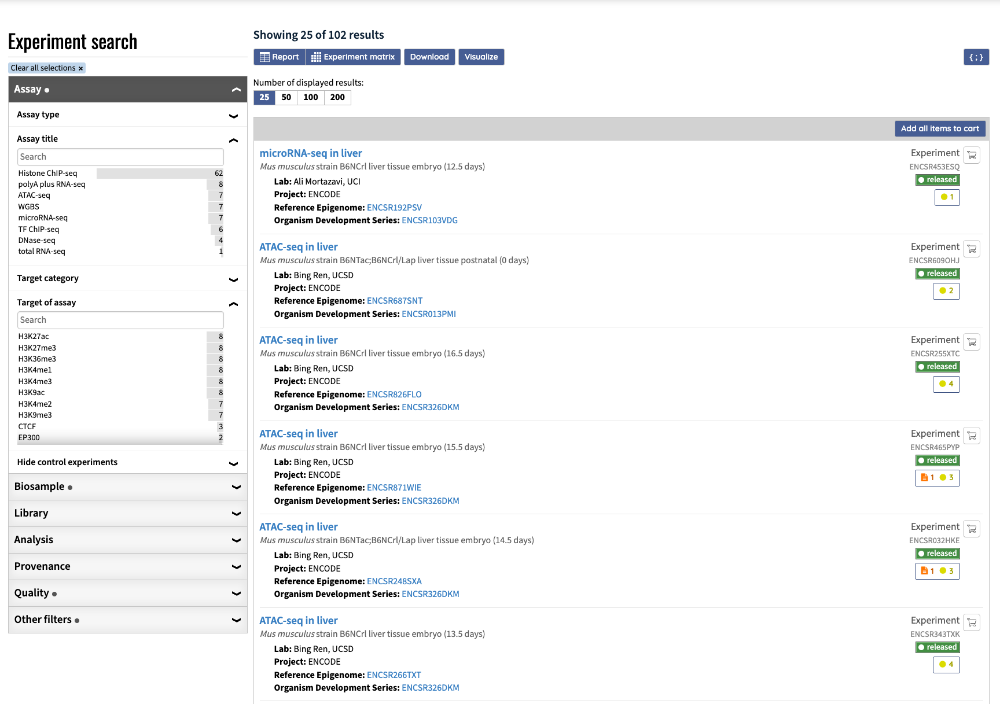 Experiment search
Clear all selections ×
Assay
Assay type
Assay title
Search
Histone ChIP-seq 62
polyA plus RNA-seq 8
ATAC-seq 7
WGBS 7
microRNA-seq 7
TF ChIP-seq 6
DNase-seq 4
total RNA-seq 1
Target category
Target of assay
Search
H3K27ac 8
H3K27me3 8
H3K36me3 8
H3K4me1 8
H3K4me3 8
H3K9ac 8
H3K4me2 7
H3K9me3 7
CTCF 3
EP300 2
Hide control experiments
Biosample
Library
Analysis
Provenance
Quality
Other filters
Showing 25 of 102 results
Report Experiment matrix Download Visualize {;}
Number of displayed results:
25 50 100 200
Add all items to cart
microRNA-seq in liver Experiment
Mus musculus strain B6NCrl liver tissue embryo (12.5 days) ENCSR453ESQ
Lab: Ali Mortazavi, UCI released
Project: ENCODE 1
Reference Epigenome: ENCSR192PSV
Organism Development Series: ENCSR103VDG
ATAC-seq in liver Experiment
Mus musculus strain B6NTac;B6NCrl/Lap liver tissue postnatal (0 days) ENCSR609OHJ
Lab: Bing Ren, UCSD released
Project: ENCODE 2
Reference Epigenome: ENCSR687SNT
Organism Development Series: ENCSR013PMI
ATAC-seq in liver Experiment
Mus musculus strain B6NCrl liver tissue embryo (16.5 days) ENCSR255XTC
Lab: Bing Ren, UCSD released
Project: ENCODE 4
Reference Epigenome: ENCSR826FLO
Organism Development Series: ENCSR326DKM
ATAC-seq in liver Experiment
Mus musculus strain B6NCrl liver tissue embryo (15.5 days) ENCSR465PYP
Lab: Bing Ren, UCSD released
Project: ENCODE 1 3
Reference Epigenome: ENCSR871WIE
Organism Development Series: ENCSR326DKM
ATAC-seq in liver Experiment
Mus musculus strain B6NTac;B6NCrl/Lap liver tissue embryo (14.5 days) ENCSR032HKE
Lab: Bing Ren, UCSD released
Project: ENCODE 1 3
Reference Epigenome: ENCSR248SXA
Organism Development Series: ENCSR326DKM
ATAC-seq in liver Experiment
Mus musculus strain B6NCrl liver tissue embryo (13.5 days) ENCSR343TXK
Lab: Bing Ren, UCSD released
Project: ENCODE 4
Reference Epigenome: ENCSR266TXT
Organism Development Series: ENCSR326DKM